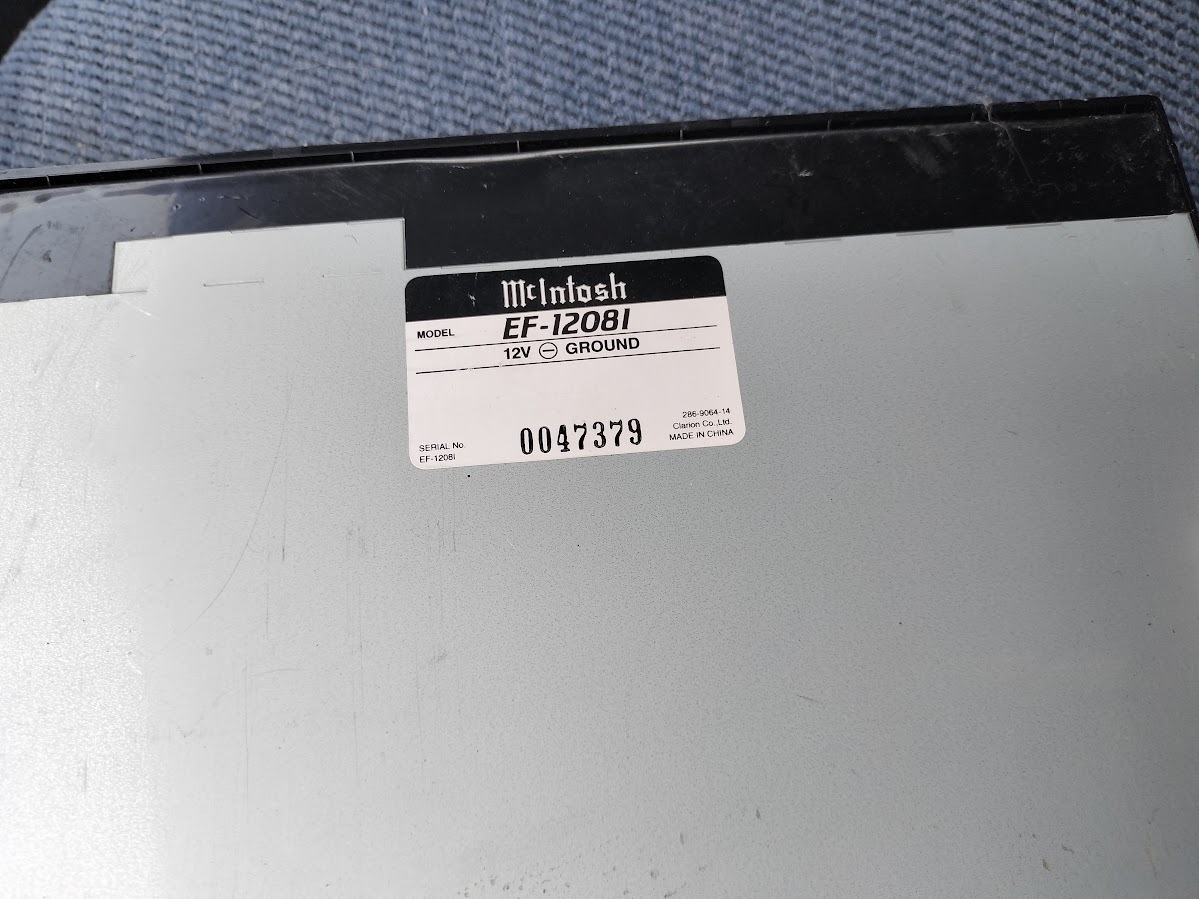 McIntosh
MODEL EF-1208I
12V ⊖ GROUND
286-9064-14
Clarion Co.,Ltd.
MADE IN CHINA
SERIAL No.
EF-1208I
0047379